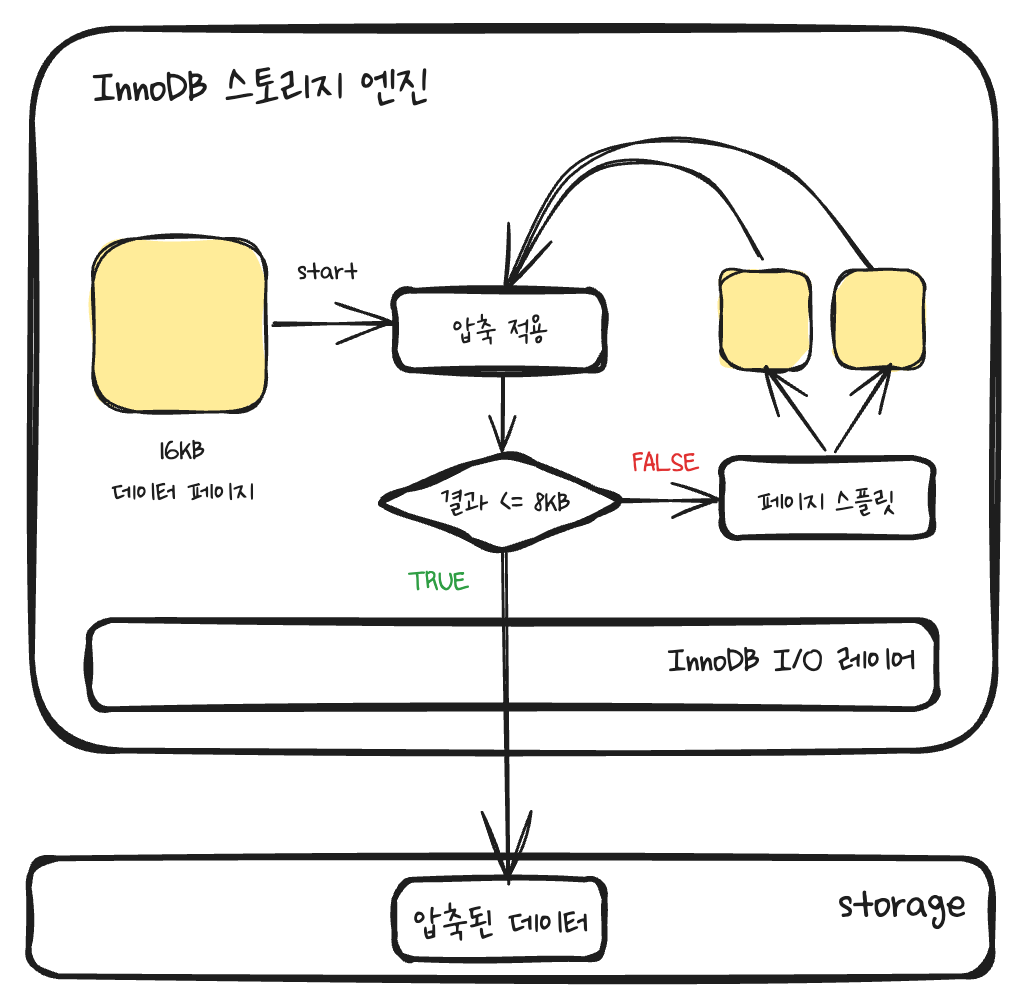 InnoDB 스토리지 엔진
start
압축 적용
16KB
데이터 페이지
결과 <= 8KB
FALSE
페이지 스플릿
TRUE
InnoDB I/O 레이어
storage
압축된 데이터